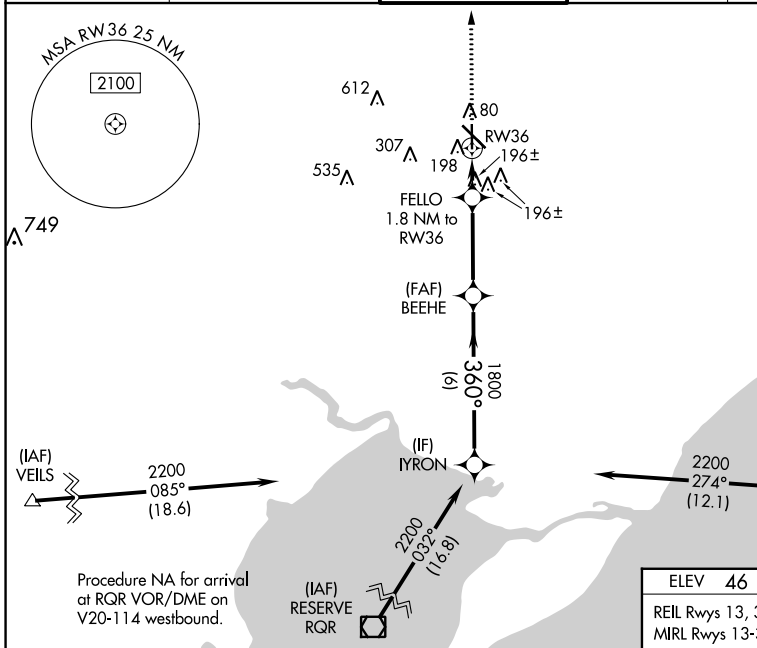 MSA RW36 25 NM
2100
612
80
RW36
307
198
196±
535
196±
FELLO
1.8 NM to
RW36
749
(FAF)
BEEHE
1800
360°
(6)
(IF)
IYRON
(IAF)
VEILS
2200
085°
(18.6)
2200
274°
(12.1)
2200
032°
(16.8)
Procedure NA for arrival
at RQR VOR/DME on
V20-114 westbound.
(IAF)
RESERVE
RQR
ELEV 46
REIL Rwys 13, 3
MIRL Rwys 13-3